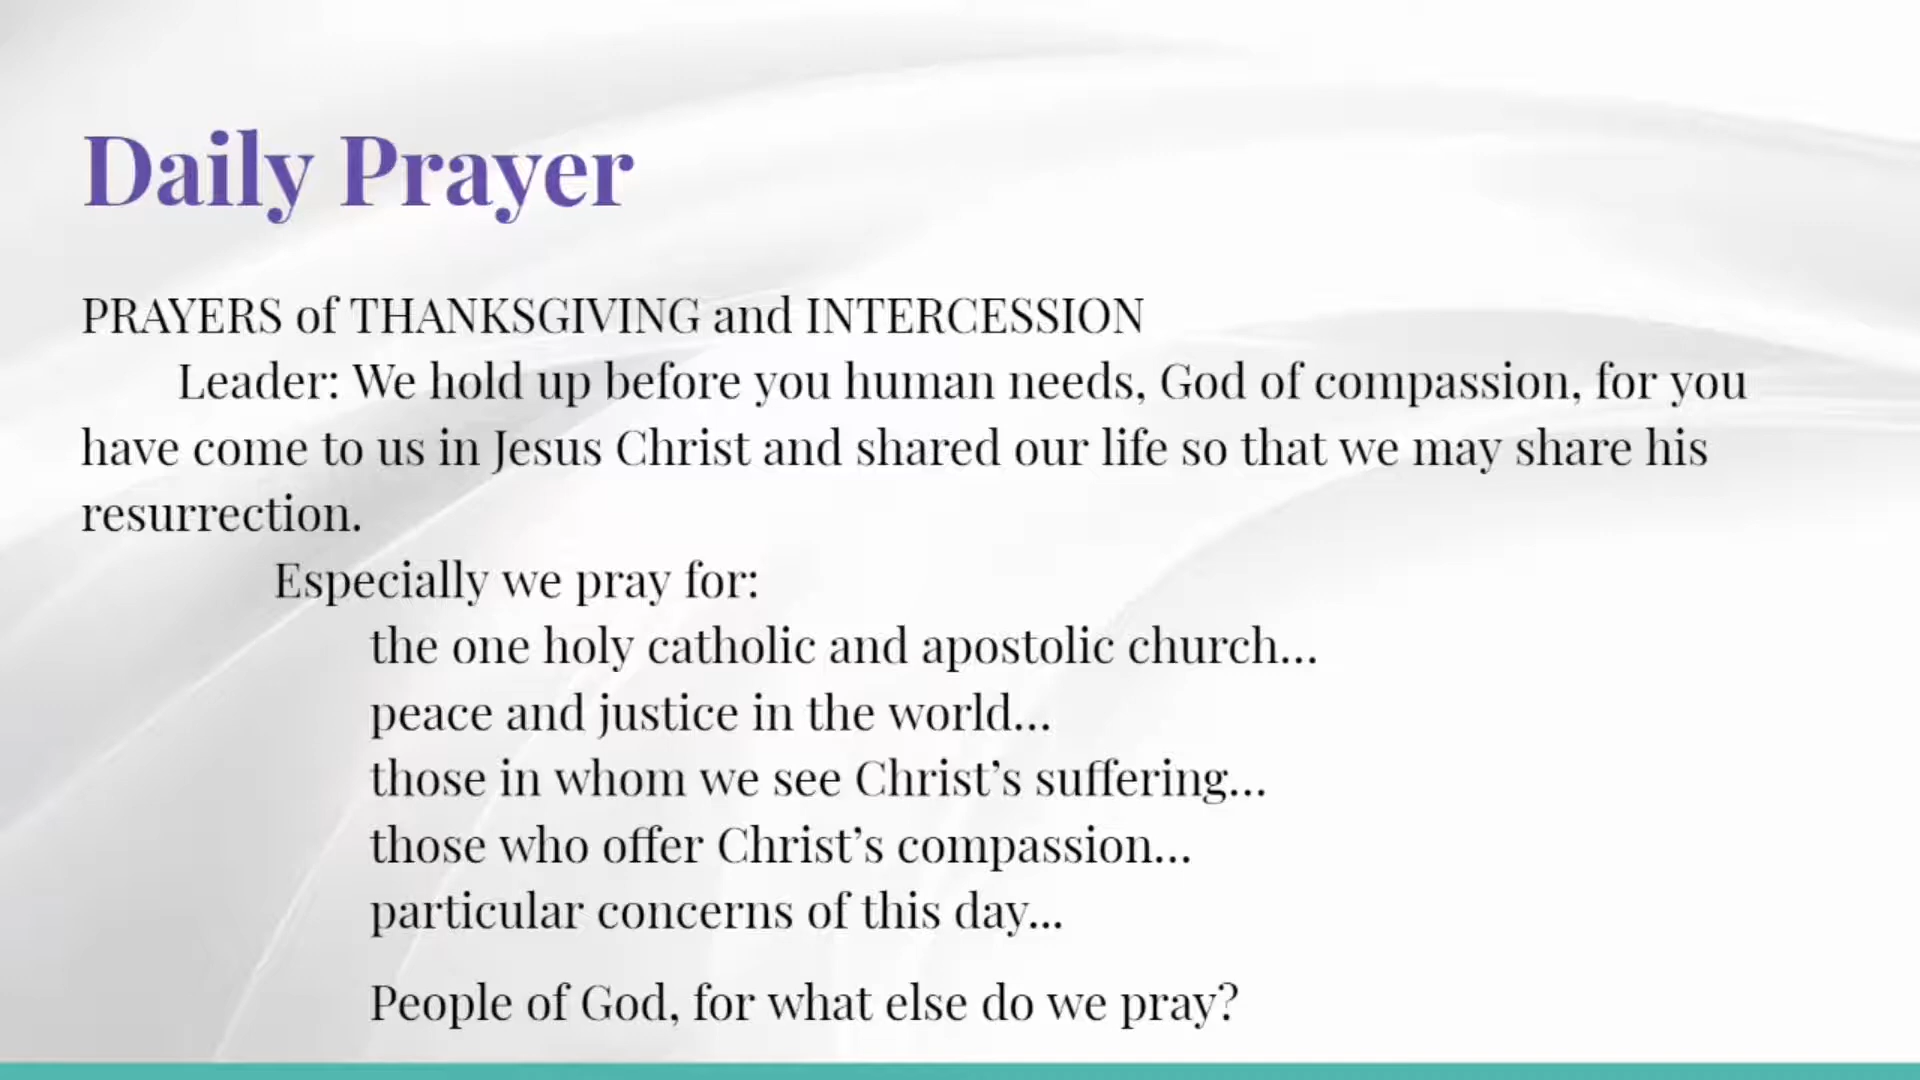 Daily Prayer
PRAYERS of THANKSGIVING and INTERCESSION
Leader: We hold up before you human needs, God of compassion, for you
have come to us in Jesus Christ and shared our life so that we may share his
resurrection.
Especially we pray for:
the one holy catholic and apostolic church...
peace and justice in the world...
those in whom we see Christ’s suffering...
those who offer Christ’s compassion...
particular concerns of this day...
People of God, for what else do we pray?